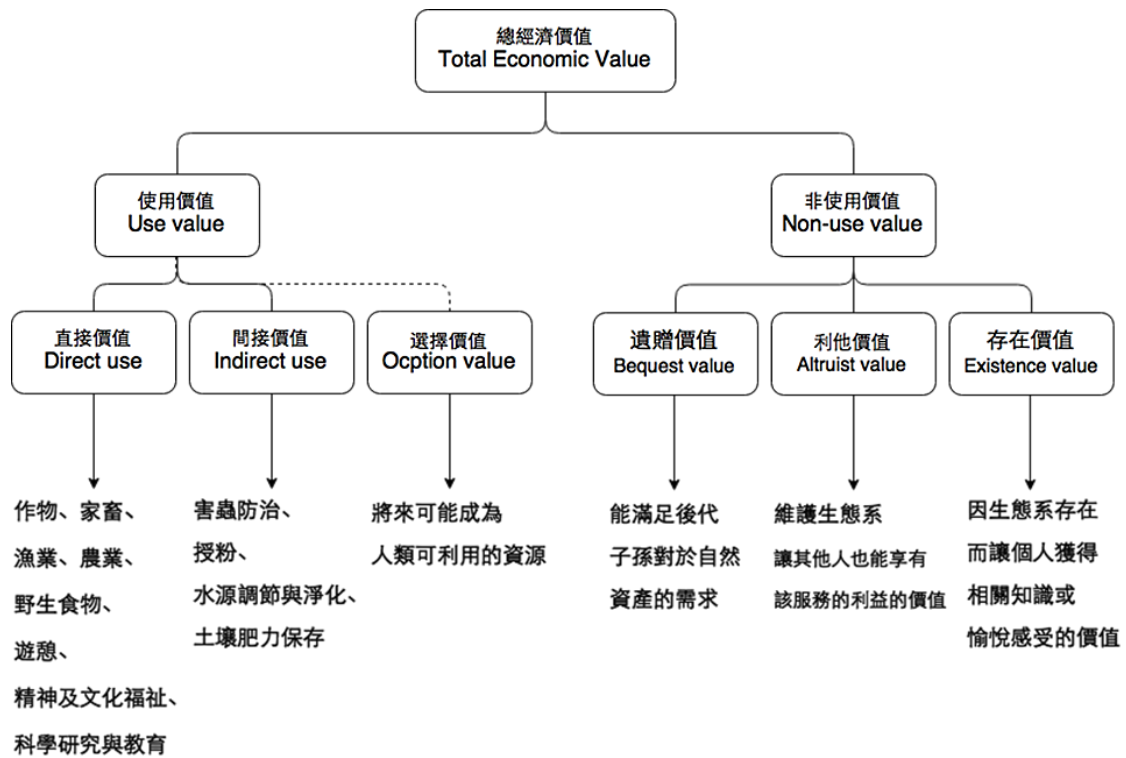 總經濟價值
Total Economic Value
使用價值
Use value
非使用價值
Non-use value
直接價值
Direct use
間接價值
Indirect use
選擇價值
Ocption value
遺贈價值
Bequest value
利他價值
Altruist value
存在價值
Existence value
作物、家畜、
漁業、農業、
野生食物、
遊憩、
精神及文化福祉、
科學研究與教育
害蟲防治、
授粉、
水源調節與淨化、
土壤肥力保存
將來可能成為
人類可利用的資源
能滿足後代
子孫對於自然
資產的需求
維護生態系
讓其他人也能享有
該服務的利益的價值
因生態系存在
而讓個人獲得
相關知識或
愉悅感受的價值